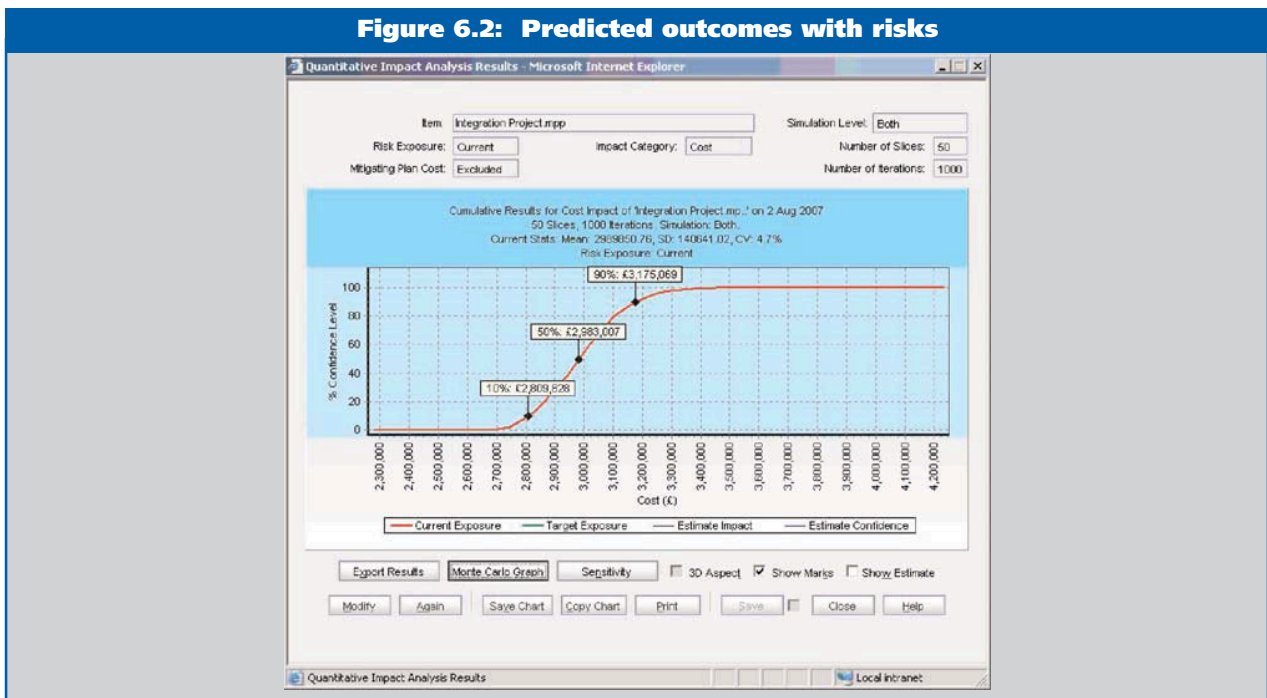 Figure 6.2: Predicted outcomes with risks
Quantitative Impact Analysis Results - Microsoft Internet Explorer
Item: Integration Project.mpp Simulation Level: Both
Risk Exposure: Current Impact Category: Cost Number of Slices: 50
Mitigating Plan Cost: Excluded Number of Iterations: 1000
Cumulative Results for Cost Impact of 'Integration Project.mp..' on 2 Aug 2007
50 Slices, 1000 Iterations. Simulation: Both.
Current Stats: Mean: 2989850.76, SD: 140641.02, CV: 4.7%
Risk Exposure: Current
90%: £3,175,069
50%: £2,983,007
10%: £2,809,828
% Confidence Level
100
80
60
40
20
0
2,300,000
2,400,000
2,500,000
2,600,000
2,700,000
2,800,000
2,900,000
3,000,000
3,100,000
3,200,000
3,300,000
3,400,000
3,500,000
3,600,000
3,700,000
3,800,000
3,900,000
4,000,000
4,100,000
4,200,000
Cost (£)
Current Exposure Target Exposure Estimate Impact Estimate Confidence
Export Results Monte Carlo Graph Sensitivity 3D Aspect Show Marks Show Estimate
Modify Again Save Chart Copy Chart Print Save Close Help
Quantitative Impact Analysis Results Local intranet